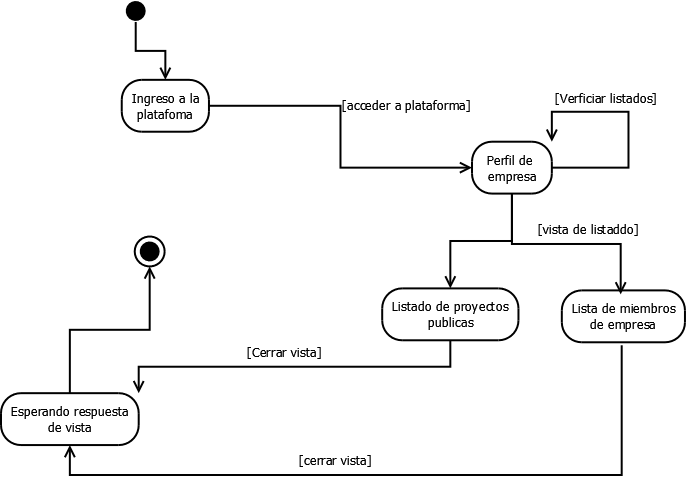 Ingreso a la
platafoma
[acceder a plataforma]
[Verficiar listados]
Perfil de
empresa
[vista de listaddo]
Listado de proyectos
publicas
Lista de miembros
de empresa
[Cerrar vista]
Esperando respuesta
de vista
[cerrar vista]